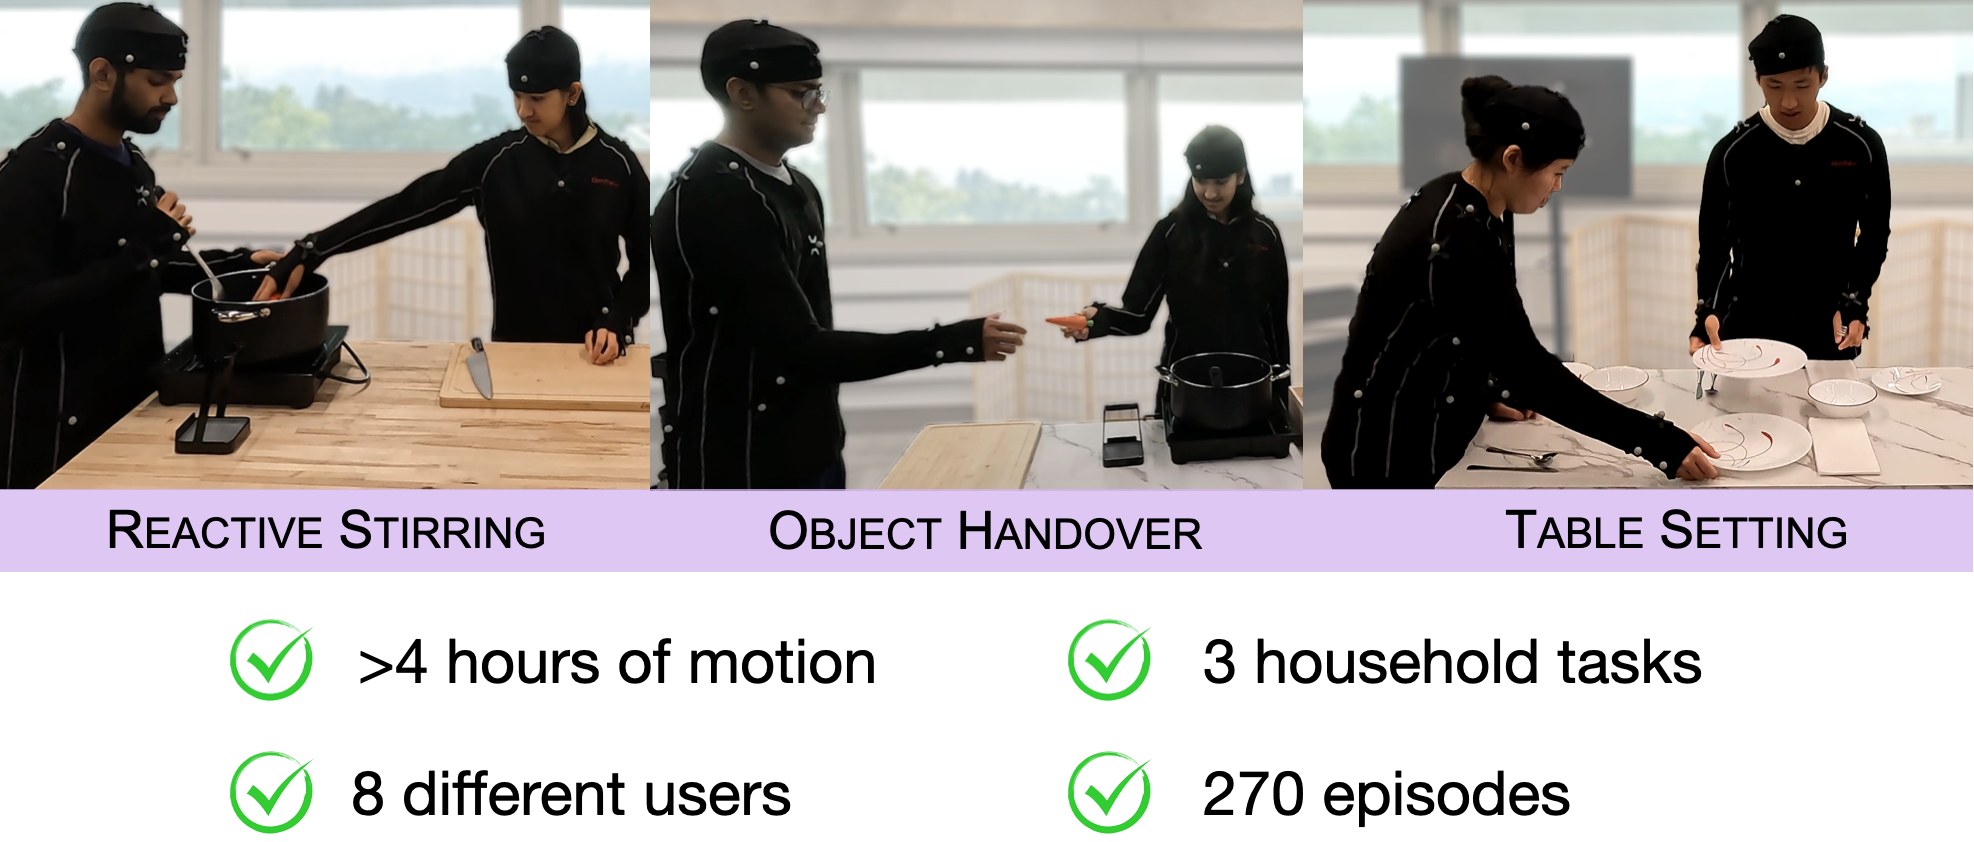 REACTIVE STIRRING
OBJECT HANDOVER
TABLE SETTING
>4 hours of motion
3 household tasks
8 different users
270 episodes